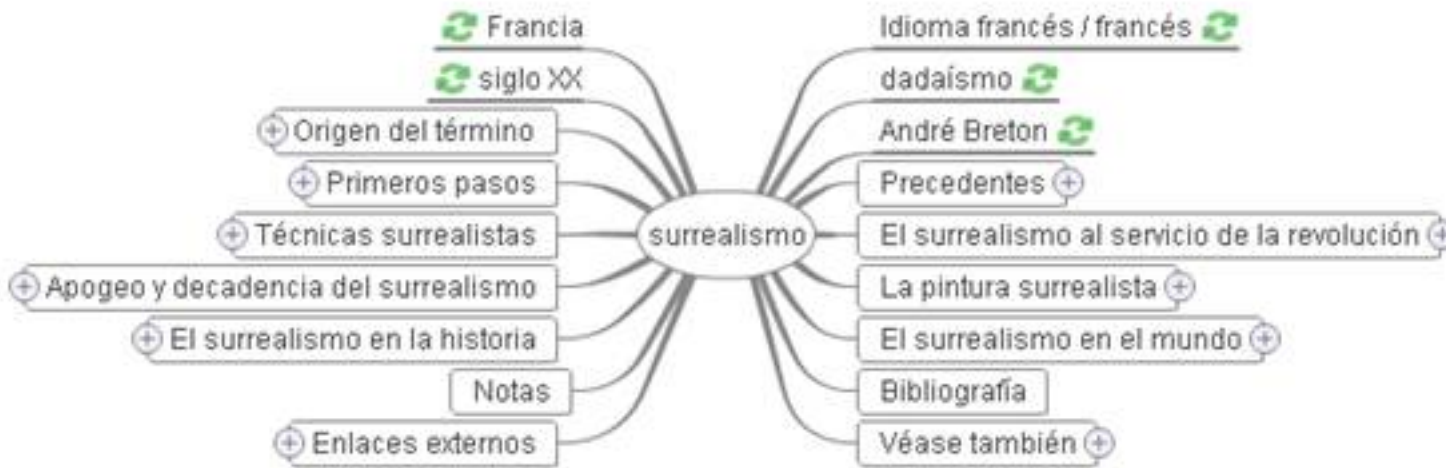 Francia
siglo XX
Origen del término
Primeros pasos
Técnicas surrealistas
Apogeo y decadencia del surrealismo
El surrealismo en la historia
Notas
Enlaces externos
surrealismo
Idioma francés / francés
dadaísmo
André Breton
Precedentes
El surrealismo al servicio de la revolución
La pintura surrealista
El surrealismo en el mundo
Bibliografía
Véase también